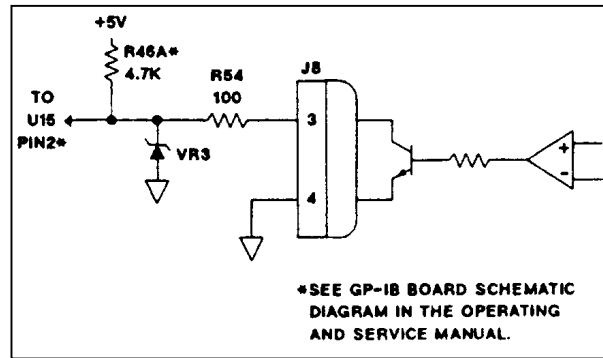 +5V
R46A*
4.7K
R54
100
J8
TO
U15
PIN2*
VR3
3
4
+
-
*SEE GP-IB BOARD SCHEMATIC
DIAGRAM IN THE OPERATING
AND SERVICE MANUAL.